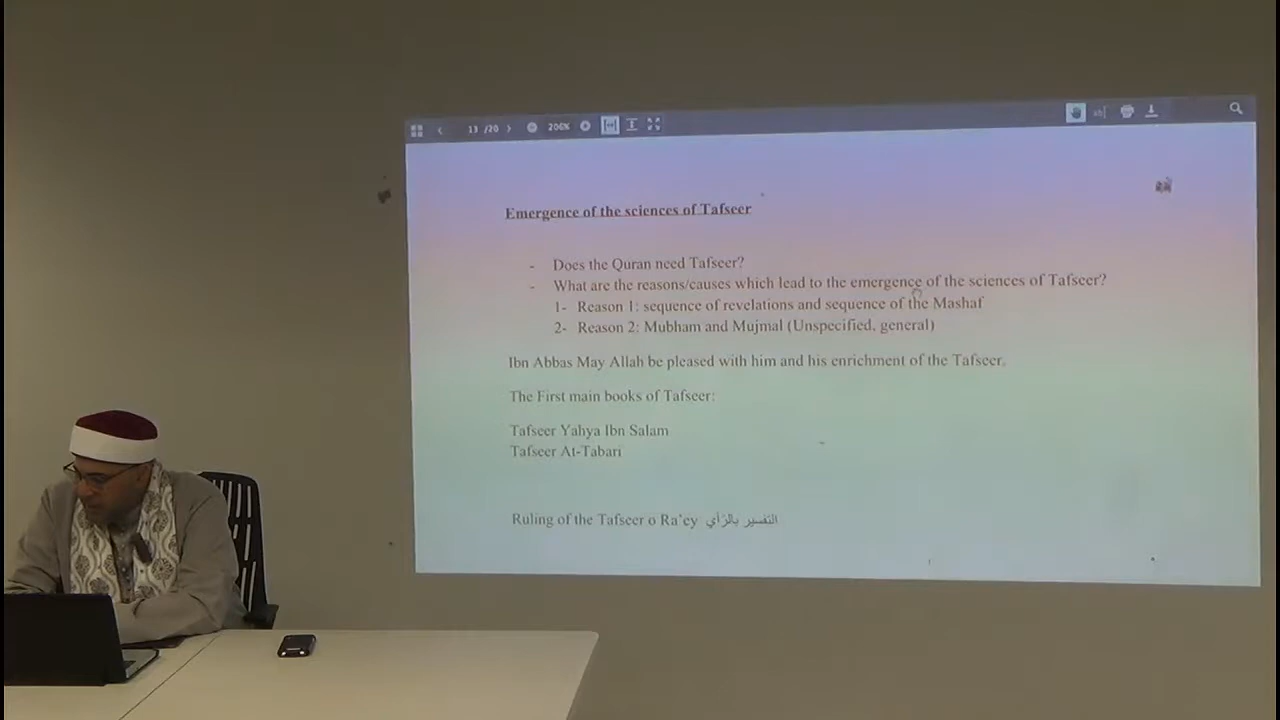 13 /20
206%
Emergence of the sciences of Tafseer
- Does the Quran need Tafseer?
- What are the reasons/causes which lead to the emergence of the sciences of Tafseer?
1- Reason 1: sequence of revelations and sequence of the Mashaf
2- Reason 2: Mubham and Mujmal (Unspecified, general)
Ibn Abbas May Allah be pleased with him and his enrichment of the Tafseer.
The First main books of Tafseer:
Tafseer Yahya Ibn Salam
Tafseer At-Tabari
Ruling of the Tafseer o Ra'ey التفسير بالرّأي